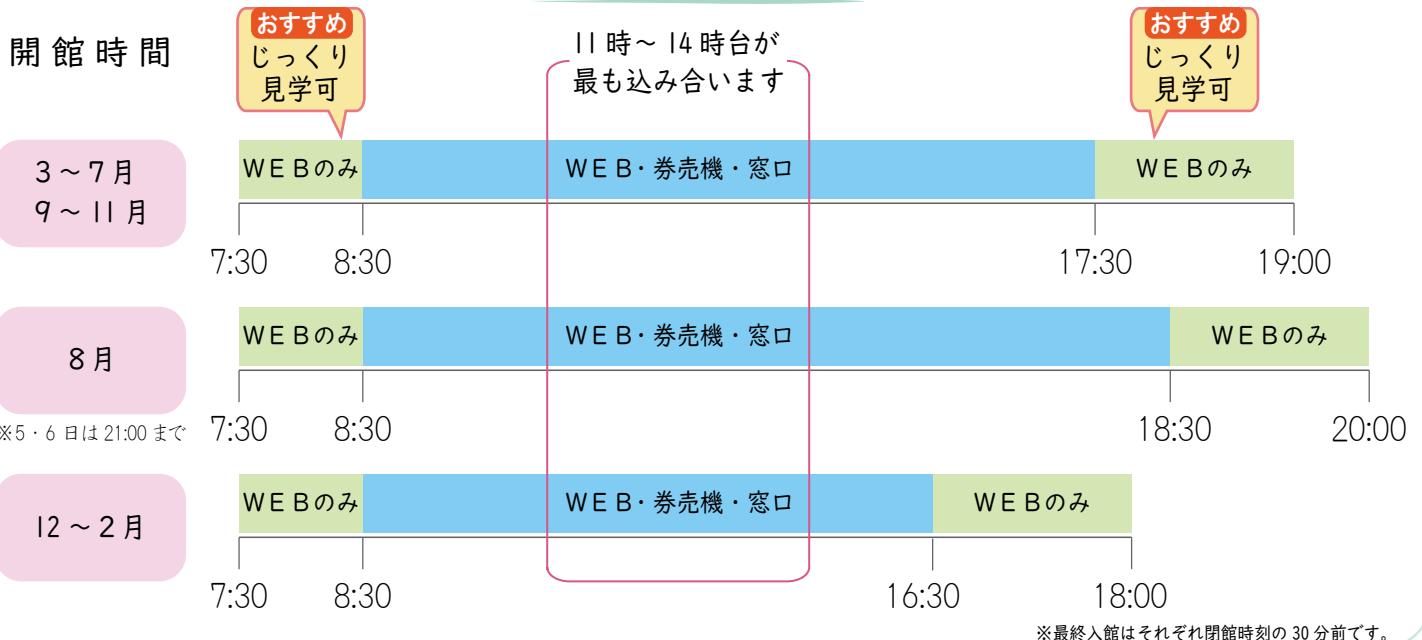 開館時間
おすすめ
じっくり
見学可
11時～14時台が
最も込み合います
おすすめ
じっくり
見学可
3～7月
9～11月
WEBのみ
WEB・券売機・窓口
WEBのみ
7:30
8:30
17:30
19:00
8月
※5・6日は21:00まで
WEBのみ
WEB・券売機・窓口
WEBのみ
7:30
8:30
18:30
20:00
12～2月
WEBのみ
WEB・券売機・窓口
WEBのみ
7:30
8:30
16:30
18:00
※最終入館はそれぞれ閉館時刻の30分前です。